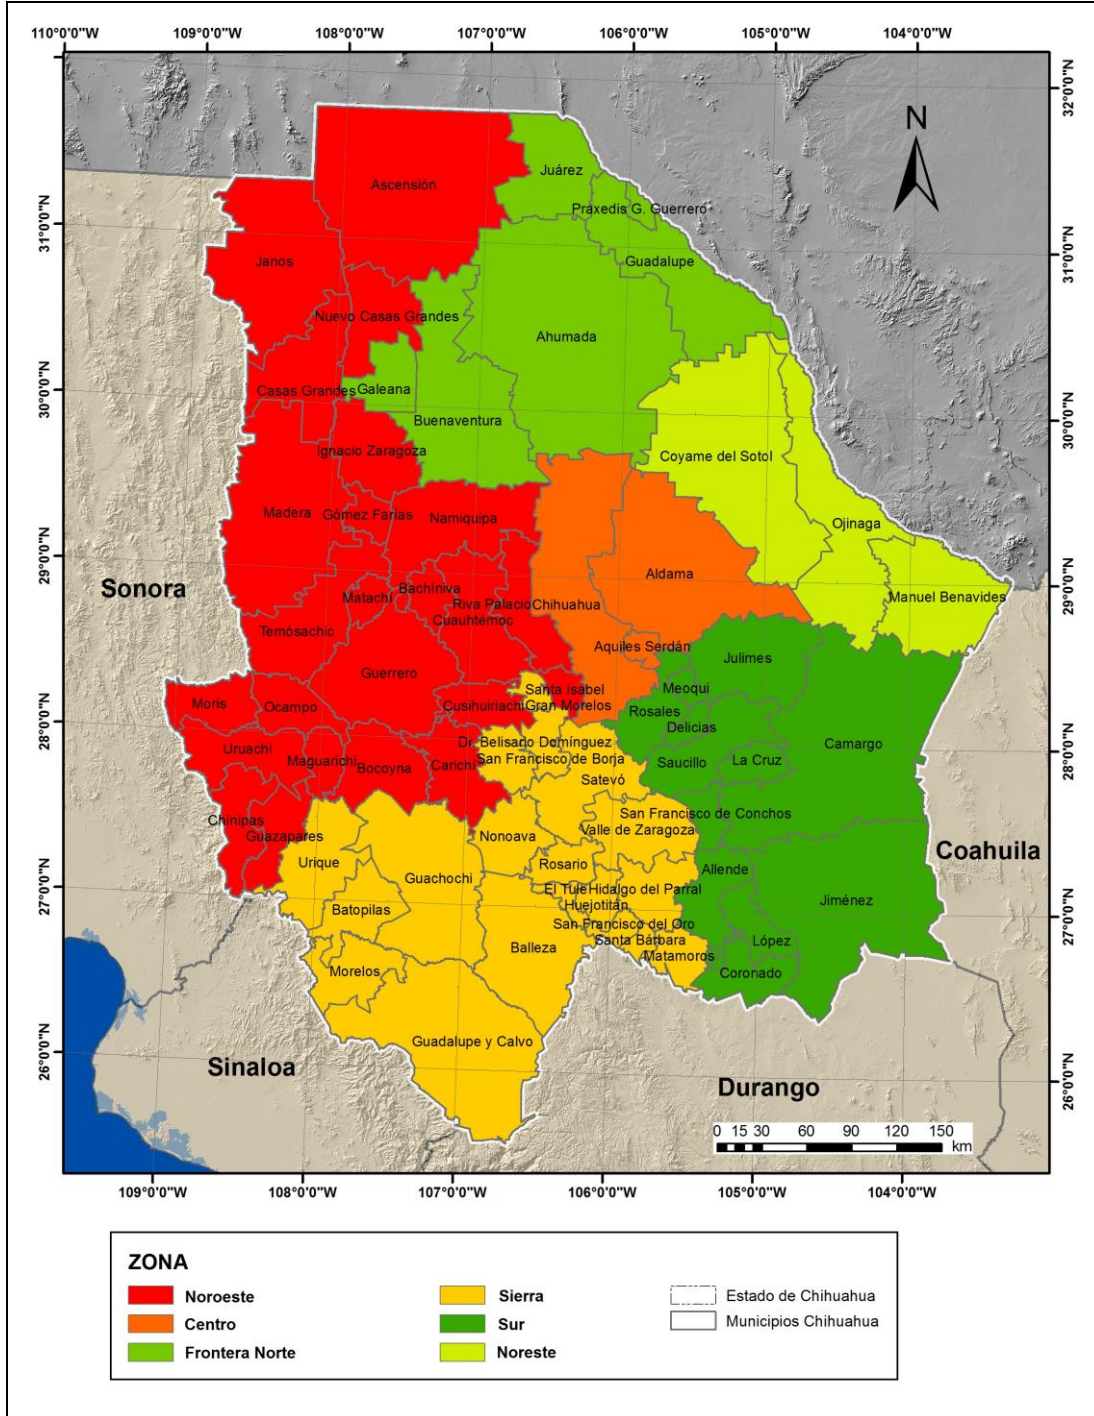 110°0'0"W 109°0'0"W 108°0'0"W 107°0'0"W 106°0'0"W 105°0'0"W 104°0'0"W
32°0'0"N
31°0'0"N
31°0'0"N
30°0'0"N
30°0'0"N
29°0'0"N
29°0'0"N
28°0'0"N
28°0'0"N
27°0'0"N
27°0'0"N
26°0'0"N
26°0'0"N
N
Ascensión
Juárez
Praxedis G. Guerrero
Janos
Guadalupe
Nuevo Casas Grandes
Ahumada
Casas Grandes
Galeana
Buenaventura
Ignacio Zaragoza
Coyame del Sotol
Madera
Gómez Farías
Namiquipa
Ojinaga
Sonora
Matachí
Bachíniva
Riva Palacio
Chihuahua
Aldama
Manuel Benavides
Cuauhtémoc
Temósachic
Aquiles Serdán
Julimes
Guerrero
Santa Isabel
Meoqui
Moris
Ocampo
Cusihuiriachi
Gran Morelos
Rosales
Delicias
Uruachi
Dr. Belisario Domínguez
Camargo
Maguarichi
Bocoyna
Carichí
San Francisco de Borja
Saucillo
La Cruz
Satevó
Chínipas
Guazapares
San Francisco de Conchos
Nonoava
Valle de Zaragoza
Urique
Rosario
Coahuila
Guachochi
Allende
El Tule
Hidalgo del Parral
Jiménez
Batopilas
Huejotitán
San Francisco del Oro
Balleza
Santa Bárbara
López
Matamoros
Morelos
Coronado
Guadalupe y Calvo
Sinaloa
Durango
0 15 30 60 90 120 150
km
109°0'0"W 108°0'0"W 107°0'0"W 106°0'0"W 105°0'0"W 104°0'0"W
ZONA
Noroeste
Centro
Frontera Norte
Sierra
Sur
Noreste
Estado de Chihuahua
Municipios Chihuahua